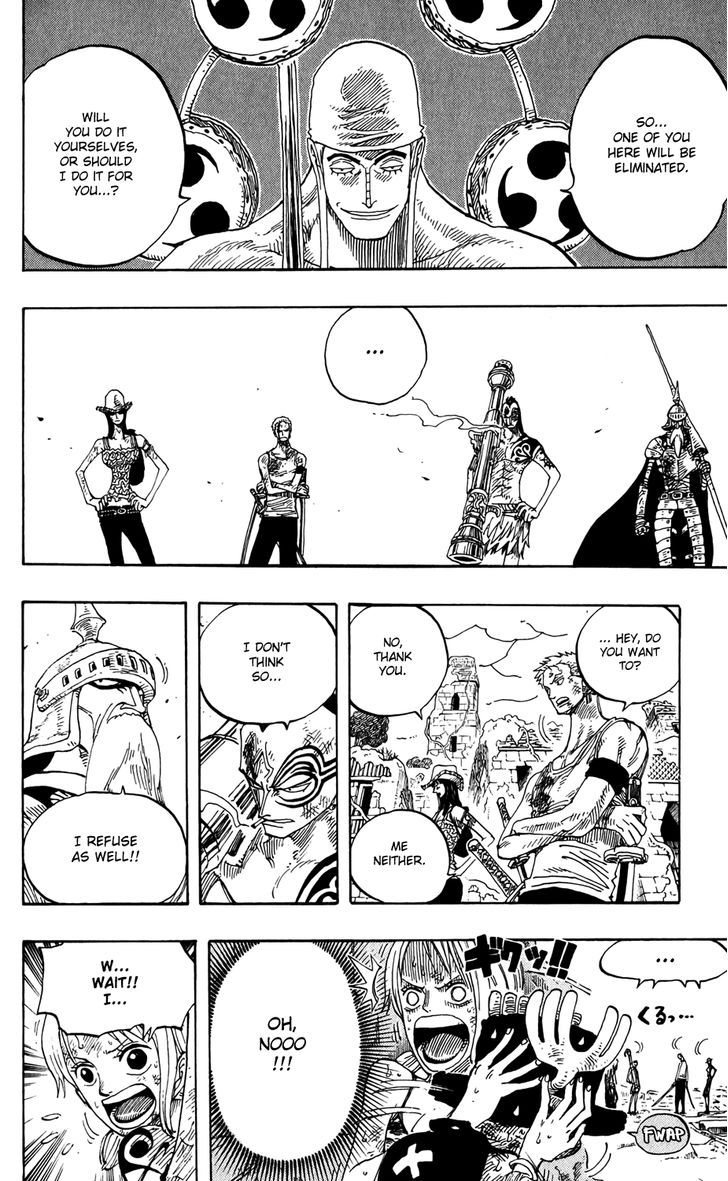 SO...
ONE OF YOU
HERE WILL BE
ELIMINATED.
WILL
YOU DO IT
YOURSELVES,
OR SHOULD
I DO IT FOR
YOU...?
...
... HEY, DO
YOU WANT
TO?
NO,
THANK
YOU.
ME
NEITHER.
I DON'T
THINK
SO...
I REFUSE
AS WELL!!
...
くるっ...
FWAP
ギクッ!!
OH,
NOOO
!!!
W...
WAIT!!
I...